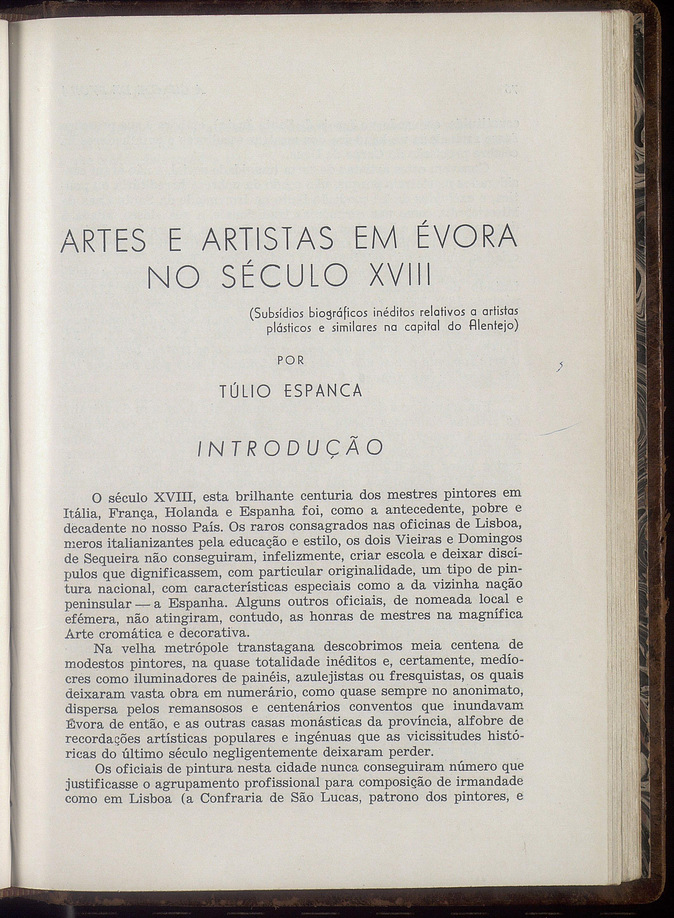 ARTES E ARTISTAS EM ÉVORA
NO SÉCULO XVIII
(Subsídios biográficos inéditos relativos a artistas
plásticos e similares na capital do Alentejo)
POR
TÚLIO ESPANCA
INTRODUÇÃO
O século XVIII, esta brilhante centuria dos mestres pintores em
Itália, França, Holanda e Espanha foi, como a antecedente, pobre e
decadente no nosso País. Os raros consagrados nas oficinas de Lisboa,
meros italianizantes pela educação e estilo, os dois Vieiras e Domingos
de Sequeira não conseguiram, infelizmente, criar escola e deixar discí-
pulos que dignificassem, com particular originalidade, um tipo de pin-
tura nacional, com características especiais como a da vizinha nação
peninsular — a Espanha. Alguns outros oficiais, de nomeada local e
efémera, não atingiram, contudo, as honras de mestres na magnífica
Arte cromática e decorativa.
Na velha metrópole transtagana descobrimos meia centena de
modestos pintores, na quase totalidade inéditos e, certamente, medío-
cres como iluminadores de painéis, azulejistas ou fresquistas, os quais
deixaram vasta obra em numerário, como quase sempre no anonimato,
dispersa pelos remansosos e centenários conventos que inundavam
Évora de então, e as outras casas monásticas da província, alfobre de
recordações artísticas populares e ingénuas que as vicissitudes histó-
ricas do último século negligentemente deixaram perder.
Os oficiais de pintura nesta cidade nunca conseguiram número que
justificasse o agrupamento profissional para composição de irmandade
como em Lisboa (a Confraria de São Lucas, patrono dos pintores, e